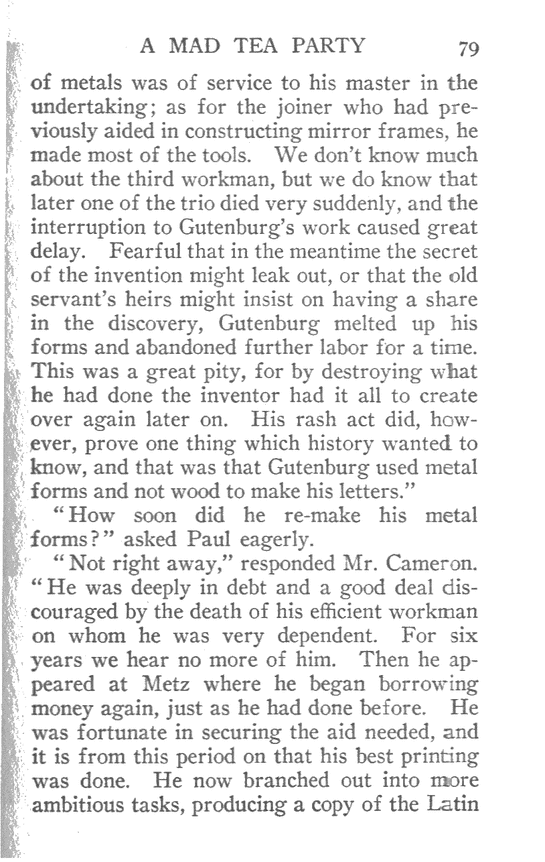 A MAD TEA PARTY 79
of metals was of service to his master in the
undertaking; as for the joiner who had pre-
viously aided in constructing mirror frames, he
made most of the tools. We don't know much
about the third workman, but we do know that
later one of the trio died very suddenly, and the
interruption to Gutenburg's work caused great
delay. Fearful that in the meantime the secret
of the invention might leak out, or that the old
servant's heirs might insist on having a share
in the discovery, Gutenburg melted up his
forms and abandoned further labor for a time.
This was a great pity, for by destroying what
he had done the inventor had it all to create
over again later on. His rash act did, how-
ever, prove one thing which history wanted to
know, and that was that Gutenburg used metal
forms and not wood to make his letters."
"How soon did he re-make his metal
forms?" asked Paul eagerly.
"Not right away," responded Mr. Cameron.
"He was deeply in debt and a good deal dis-
couraged by the death of his efficient workman
on whom he was very dependent. For six
years we hear no more of him. Then he ap-
peared at Metz where he began borrowing
money again, just as he had done before. He
was fortunate in securing the aid needed, and
it is from this period on that his best printing
was done. He now branched out into more
ambitious tasks, producing a copy of the Latin